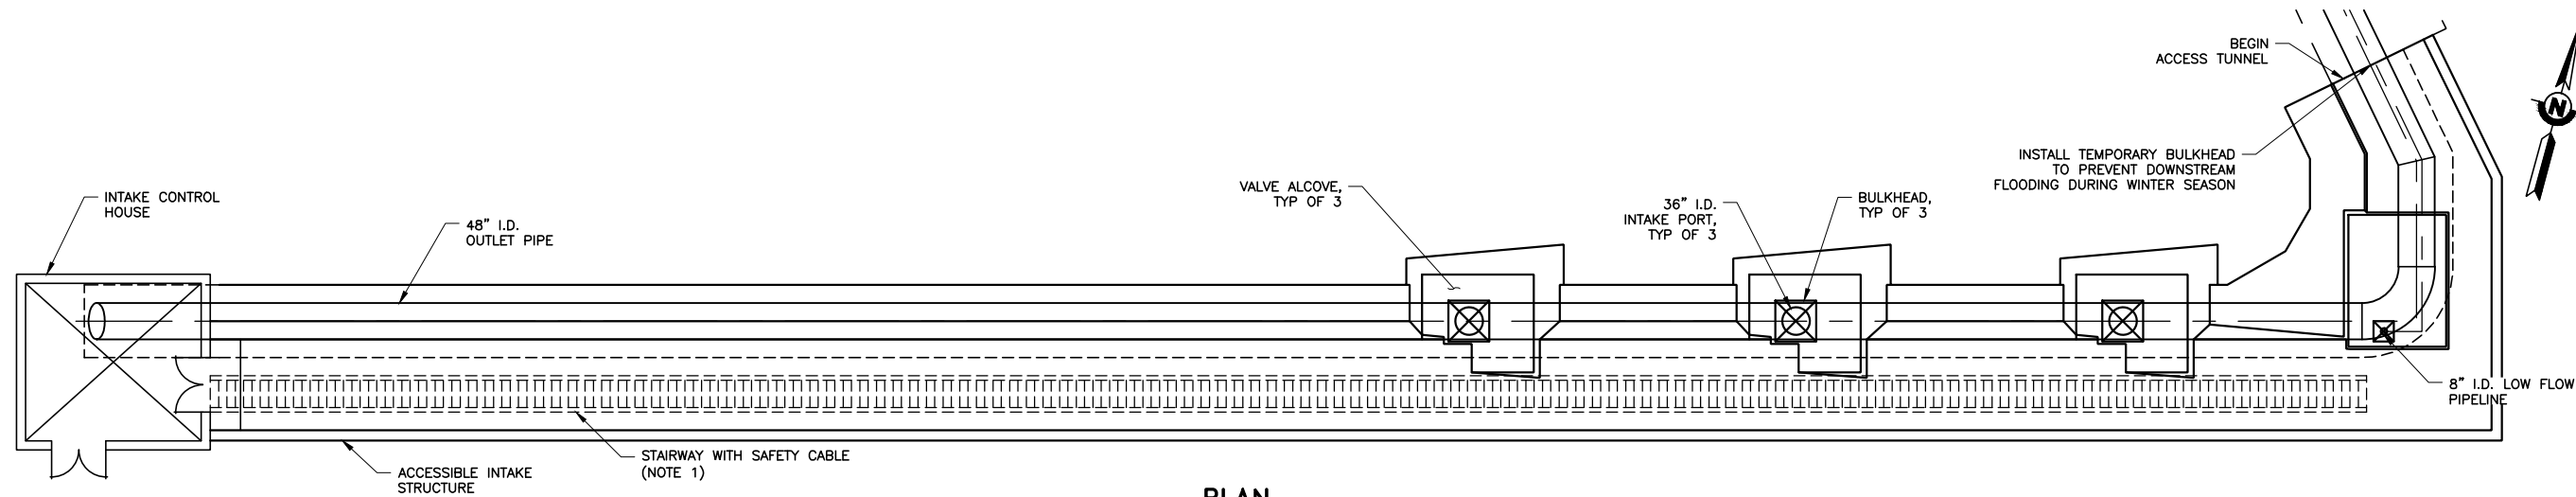 BEGIN
ACCESS TUNNEL
N
INSTALL TEMPORARY BULKHEAD
TO PREVENT DOWNSTREAM
FLOODING DURING WINTER SEASON
INTAKE CONTROL
HOUSE
48" I.D.
OUTLET PIPE
VALVE ALCOVE,
TYP OF 3
36" I.D.
INTAKE PORT,
TYP OF 3
BULKHEAD,
TYP OF 3
8" I.D. LOW FLOW
PIPELINE
STAIRWAY WITH SAFETY CABLE
(NOTE 1)
ACCESSIBLE INTAKE
STRUCTURE
PLAN